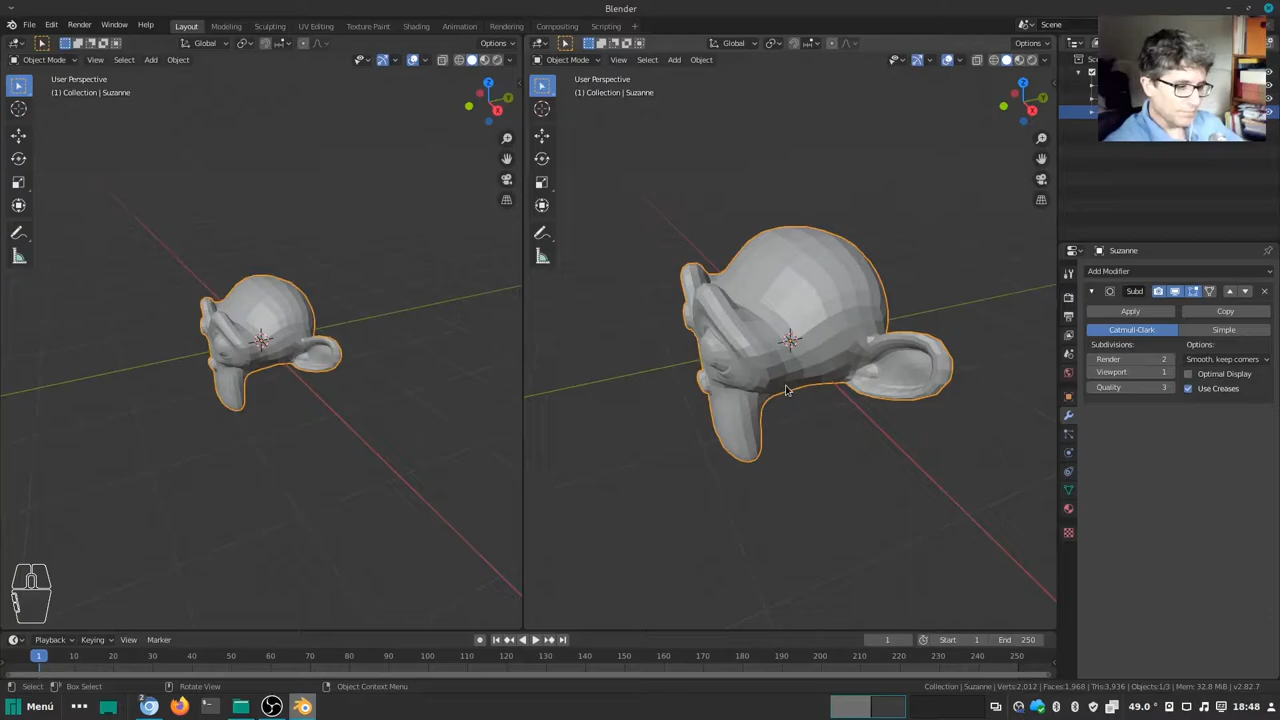 Blender
File Edit Render Window Help
Layout Modeling Sculpting UV Editing Texture Paint Shading Animation Rendering Compositing Scripting +
Scene
Global Options
Global Options
Object Mode View Select Add Object
Object Mode View Select Add Object
User Perspective
(1) Collection | Suzanne
User Perspective
(1) Collection | Suzanne
Z Y X
Z Y X
Suzanne
Add Modifier
Subd
Apply Copy
Catmull-Clark Simple
Subdivisions: Options:
Render 2 Smooth, keep corners
Viewport 1 Optimal Display
Quality 3 Use Creases
Playback Keying View Marker 1 Start 1 End 250
1 10 20 30 40 50 60 70 80 90 100 110 120 130 140 150 160 170 180 190 200 210 220 230 240 250
Select Box Select Rotate View Object Context Menu Collection | Suzanne | Verts:2,012 | Faces:1,968 | Tris:3,936 | Objects:1/3 | Mem: 32.8 MiB | v2.82.7
Menú 2 49.0° 18:48